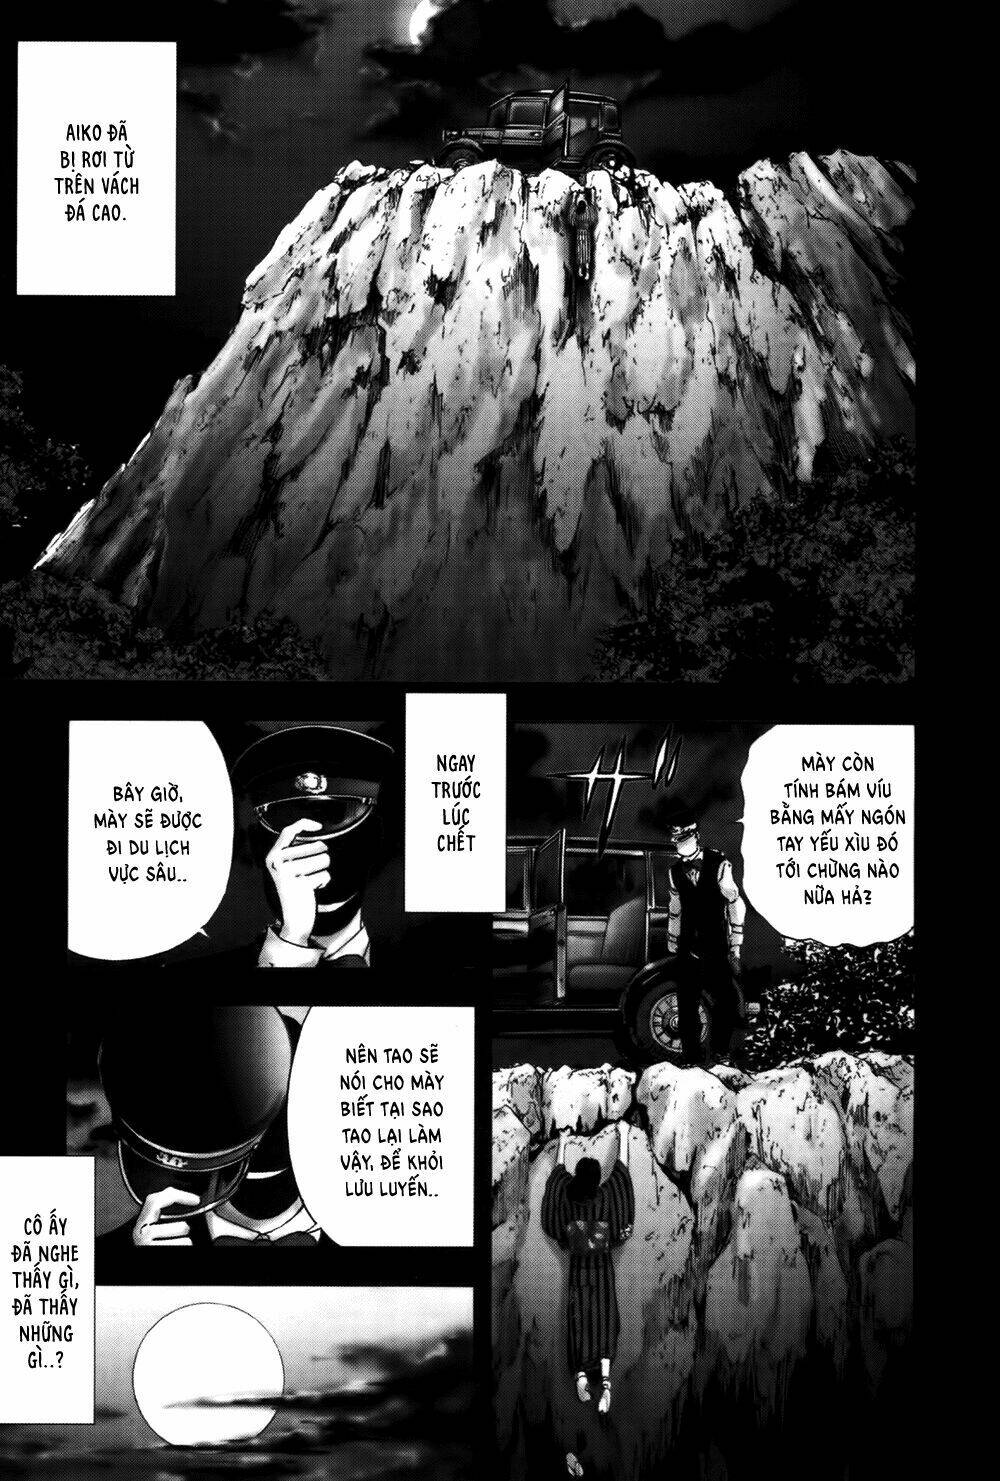 AIKO ĐÃ
BỊ RƠI TỪ
TRÊN VÁCH
ĐÁ CAO.
MÀY CÒN
TÍNH BÁM VÍU
BẰNG MẤY NGÓN
TAY YẾU XÌU ĐÓ
TỚI CHỪNG NÀO
NỮA HẢ?
NGAY
TRƯỚC
LÚC
CHẾT
BÂY GIỜ,
MÀY SẼ ĐƯỢC
ĐI DU LỊCH
VỰC SÂU..
NÊN TAO SẼ
NÓI CHO MÀY
BIẾT TẠI SAO
TAO LẠI LÀM
VẬY, ĐỂ KHỎI
LƯU LUYẾN..
CÔ ẤY
ĐÃ NGHE
THẤY GÌ,
ĐÃ THẤY
NHỮNG
GÌ..?